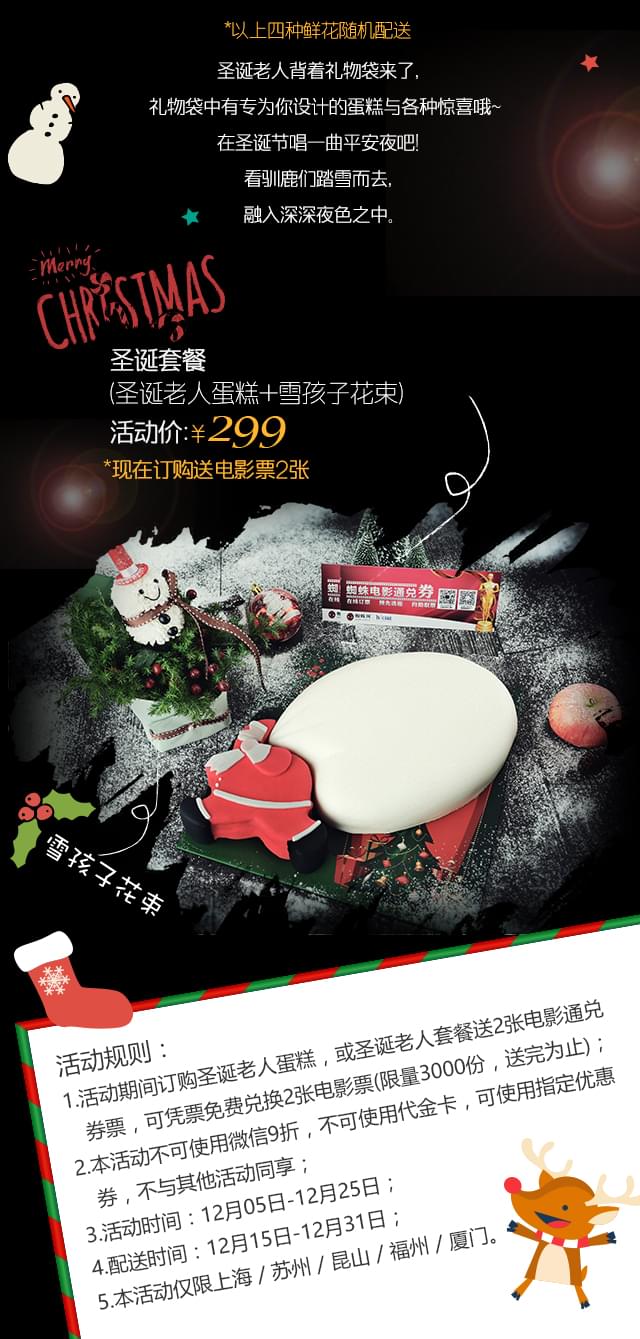 *以上四种鲜花随机配送
圣诞老人背着礼物袋来了,
礼物袋中有专为你设计的蛋糕与各种惊喜哦~
在圣诞节唱一曲平安夜吧!
看驯鹿们踏雪而去,
融入深深夜色之中。
Merry
CHRISTMAS
圣诞套餐
(圣诞老人蛋糕+雪孩子花束)
活动价:¥299
*现在订购送电影票2张
蜘蛛电影通兑券
在线订票 预先选座 自助取票
雪孩子花束
活动规则：
1.活动期间订购圣诞老人蛋糕，或圣诞老人套餐送2张电影通兑
券票，可凭票免费兑换2张电影票(限量3000份，送完为止)；
2.本活动不可使用微信9折，不可使用代金卡，可使用指定优惠
券，不与其他活动同享；
3.活动时间：12月05日-12月25日；
4.配送时间：12月15日-12月31日；
5.本活动仅限上海 / 苏州 / 昆山 / 福州 / 厦门。